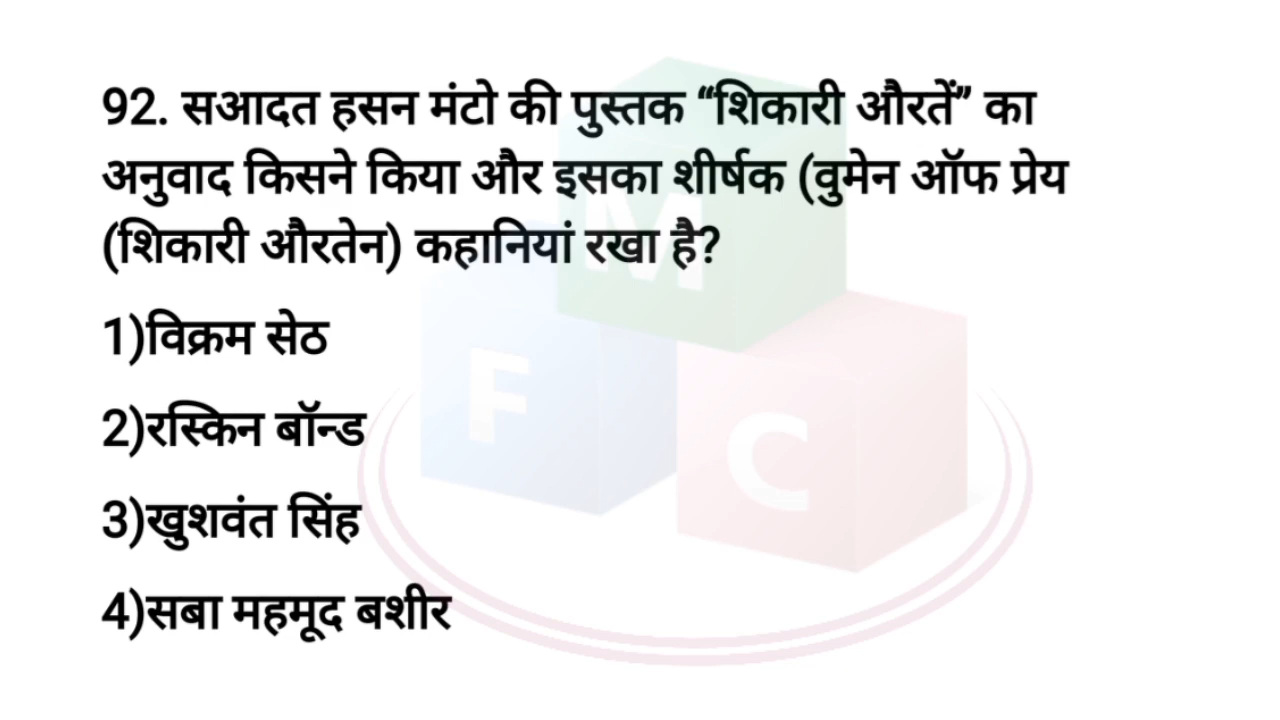 92. सआदत हसन मंटो की पुस्तक “शिकारी औरतें” का
अनुवाद किसने किया और इसका शीर्षक (वुमेन ऑफ प्रेय
(शिकारी औरतेन) कहानियां रखा है?
1)विक्रम सेठ
2)रस्किन बॉन्ड
3)खुशवंत सिंह
4)सबा महमूद बशीर
M
F
C